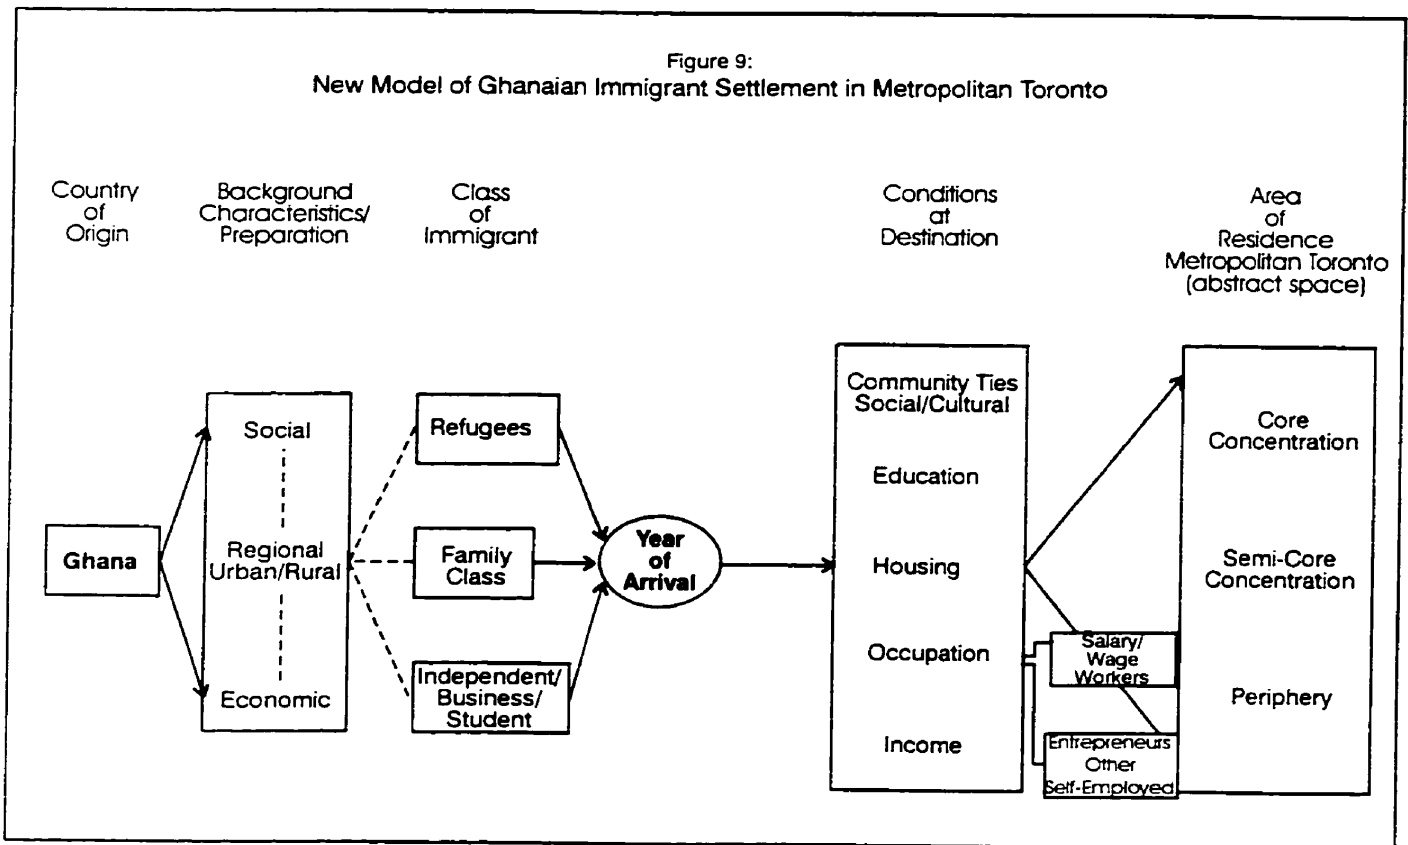 Figure 9:
New Model of Ghanaian Immigrant Settlement in Metropolitan Toronto
Country
of
Origin
Background
Characteristics/
Preparation
Class
of
Immigrant
Conditions
at
Destination
Area
of
Residence
Metropolitan Toronto
(abstract space)
Ghana
Social
Regional
Urban/Rural
Economic
Refugees
Family
Class
Independent/
Business/
Student
Year
of
Arrival
Community Ties
Social/Cultural
Education
Housing
Occupation
Income
Salary/
Wage
Workers
Entrepreneurs
Other
Self-Employed
Core
Concentration
Semi-Core
Concentration
Periphery